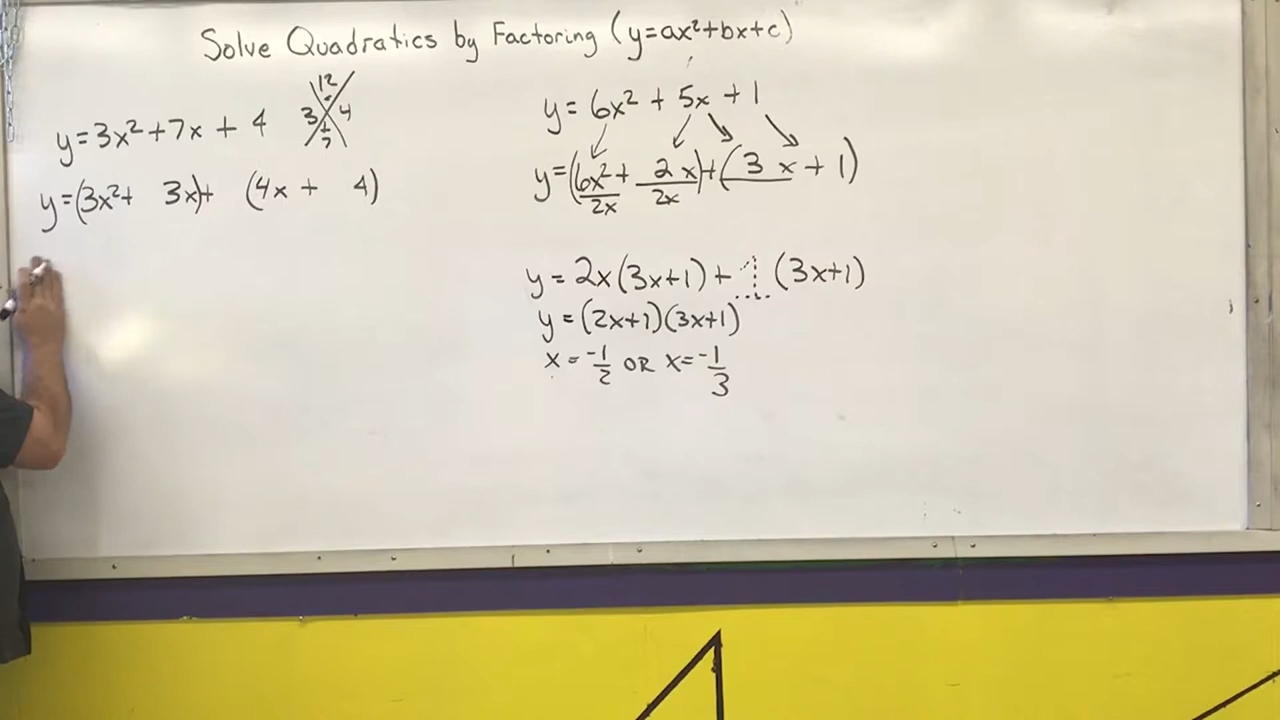 Solve Quadratics by Factoring (y=ax²+bx+c)
y=3x²+7x+4
12
3 4
+
7
y=(3x²+ 3x)+ (4x+ 4)
y=6x²+5x+1
y=(6x²+ 2x)+(3x+1)
2x 2x
y=2x(3x+1)+1(3x+1)
y=(2x+1)(3x+1)
x=-1/2 OR x=-1/3